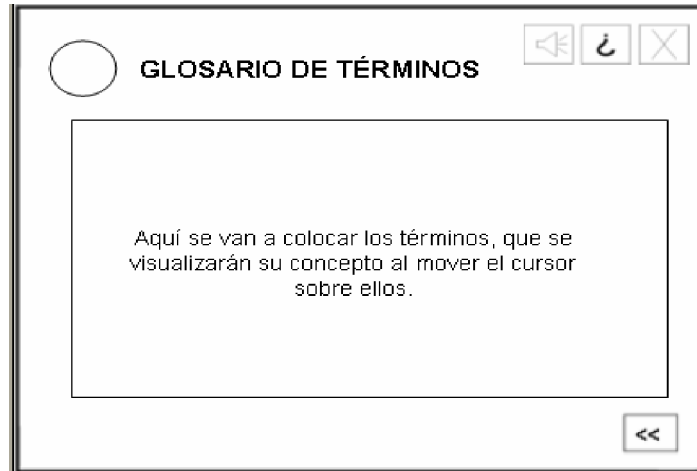 ¿
GLOSARIO DE TÉRMINOS
Aquí se van a colocar los términos, que se
visualizarán su concepto al mover el cursor
sobre ellos.
<<